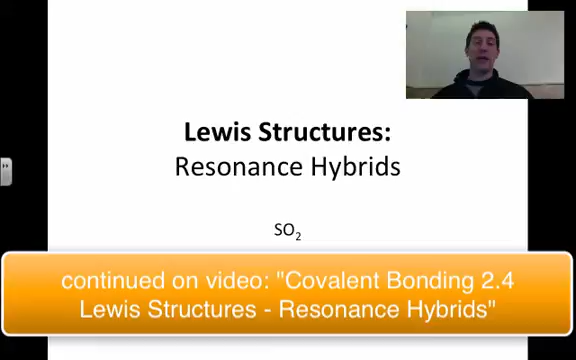 Lewis Structures:
Resonance Hybrids
SO₂
continued on video: "Covalent Bonding 2.4
Lewis Structures - Resonance Hybrids"